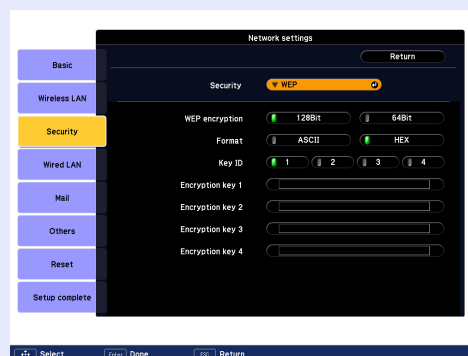 Network settings
Return
Basic
Wireless LAN
Security
Wired LAN
Mail
Others
Reset
Setup complete
Security WEP
WEP encryption 128Bit 64Bit
Format ASCII HEX
Key ID 1 2 3 4
Encryption key 1
Encryption key 2
Encryption key 3
Encryption key 4
Select Enter Done ESC Return